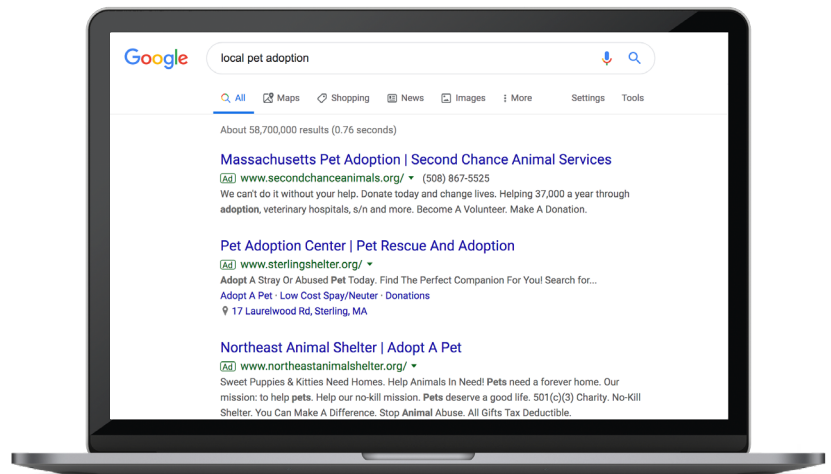 Google
local pet adoption
All Maps Shopping News Images More Settings Tools
About 58,700,000 results (0.76 seconds)
Massachusetts Pet Adoption | Second Chance Animal Services
Ad www.secondchanceanimals.org/ (508) 867-5525
We can't do it without your help. Donate today and change lives. Helping 37,000 a year through
adoption, veterinary hospitals, s/n and more. Become A Volunteer. Make A Donation.
Pet Adoption Center | Pet Rescue And Adoption
Ad www.sterlingshelter.org/
Adopt A Stray Or Abused Pet Today. Find The Perfect Companion For You! Search for...
Adopt A Pet · Low Cost Spay/Neuter · Donations
17 Laurelwood Rd, Sterling, MA
Northeast Animal Shelter | Adopt A Pet
Ad www.northeastanimalshelter.org/
Sweet Puppies & Kitties Need Homes. Help Animals In Need! Pets need a forever home. Our
mission: to help pets. Help our no-kill mission. Pets deserve a good life. 501(c)(3) Charity. No-Kill
Shelter. You Can Make A Difference. Stop Animal Abuse. All Gifts Tax Deductible.